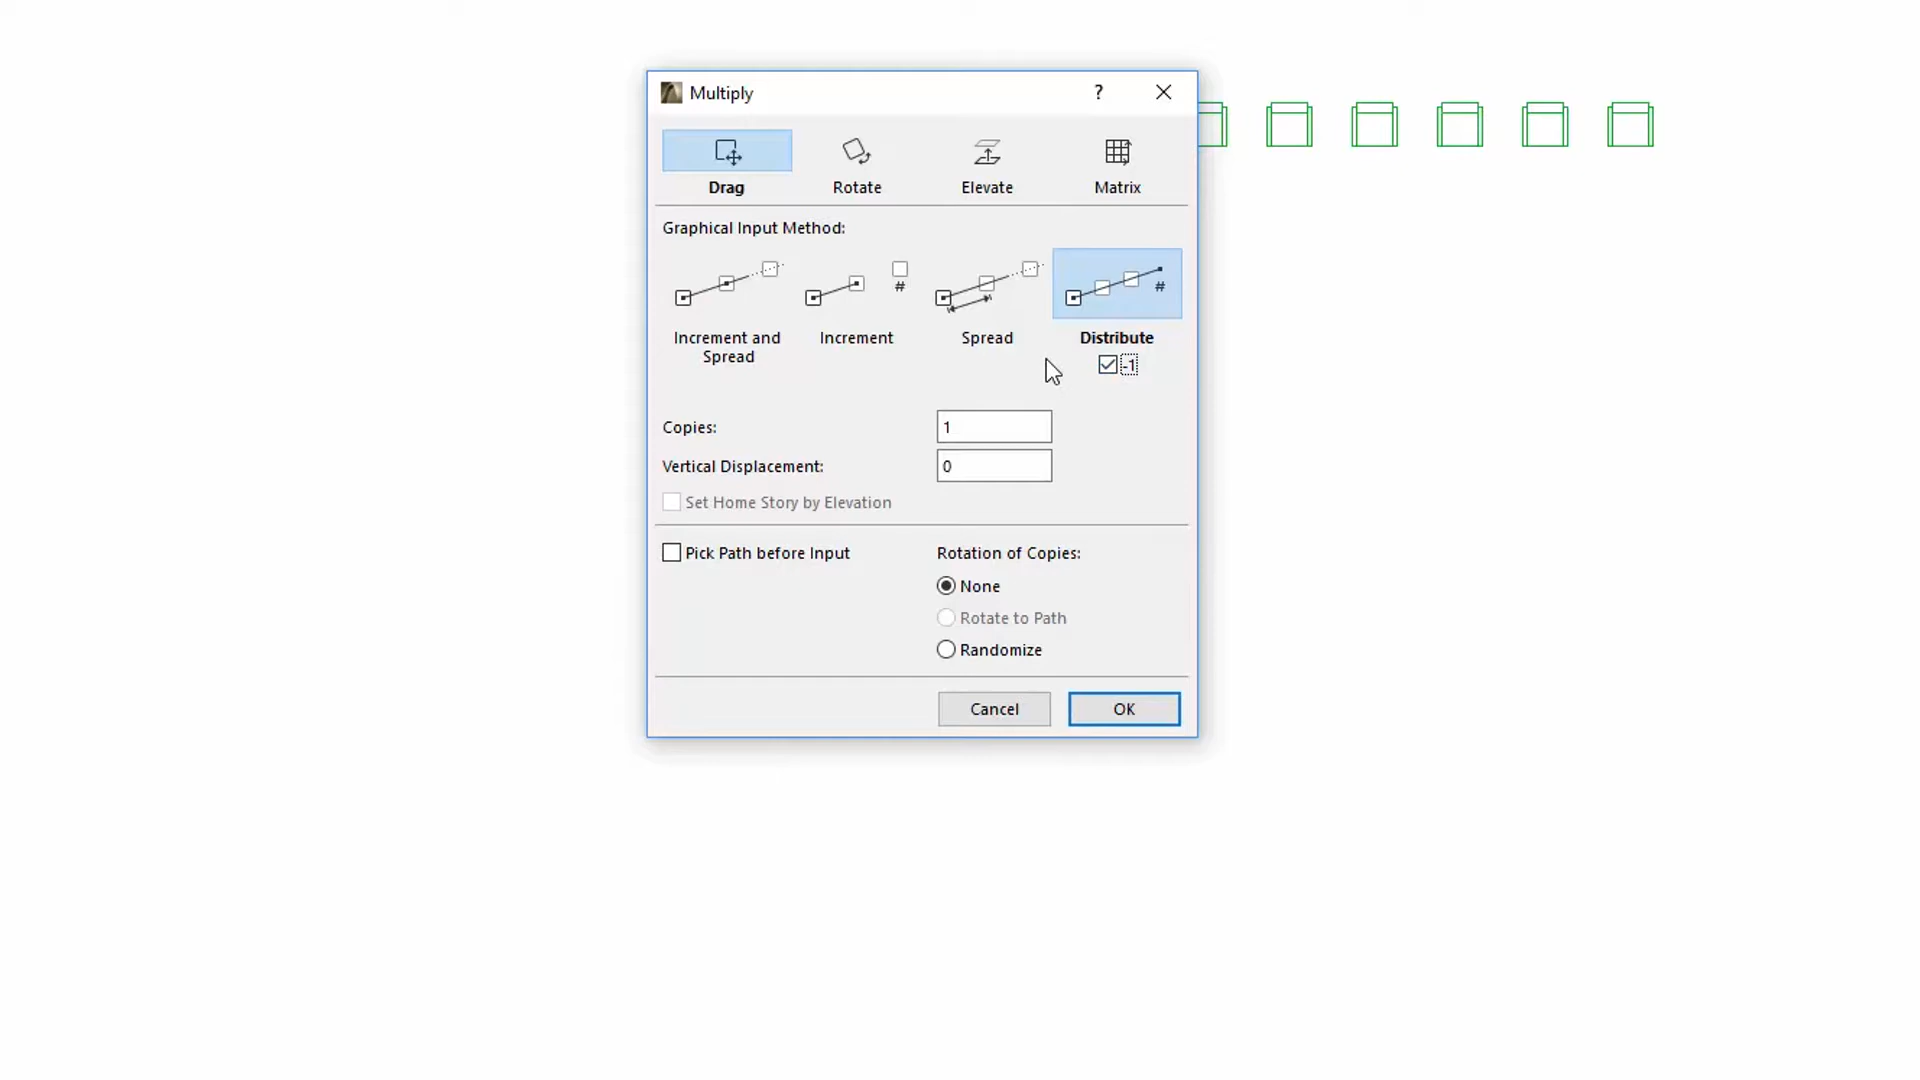 Multiply
?
Drag
Rotate
Elevate
Matrix
Graphical Input Method:
#
#
Increment and
Spread
Increment
Spread
Distribute
-1
Copies:
1
Vertical Displacement:
0
Set Home Story by Elevation
Pick Path before Input
Rotation of Copies:
None
Rotate to Path
Randomize
Cancel
OK